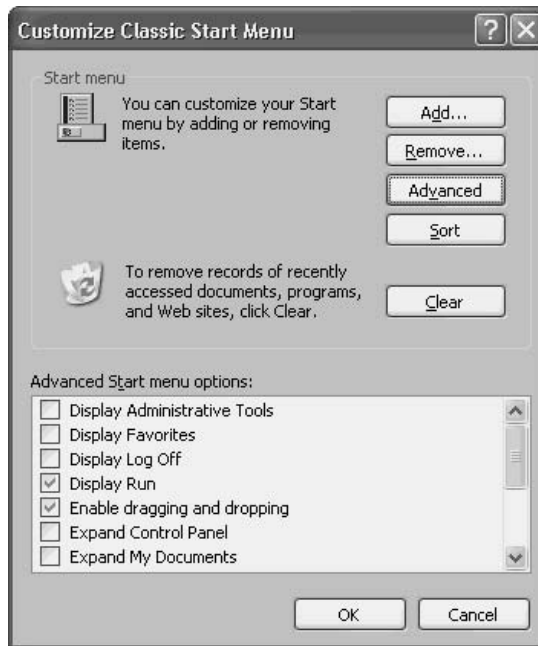 Customize Classic Start Menu
Start menu
You can customize your Start
menu by adding or removing
items.
Add...
Remove...
Advanced
Sort
To remove records of recently
accessed documents, programs,
and Web sites, click Clear.
Clear
Advanced Start menu options:
Display Administrative Tools
Display Favorites
Display Log Off
Display Run
Enable dragging and dropping
Expand Control Panel
Expand My Documents
OK
Cancel